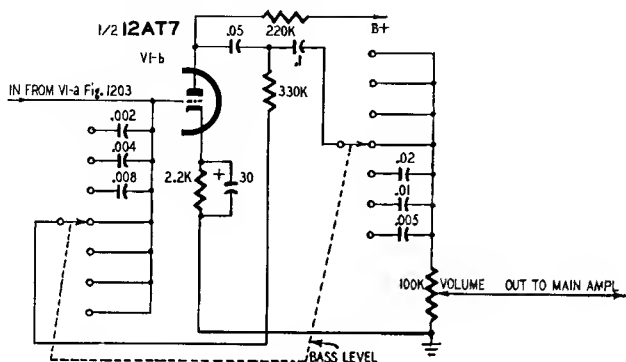 1/2 12AT7
V1-b
220K
B+
.05
.1
IN FROM V1-a Fig.1203
330K
.002
.004
.008
2.2K
+
30
.02
.01
.005
100K
VOLUME
OUT TO MAIN AMPL
BASS LEVEL